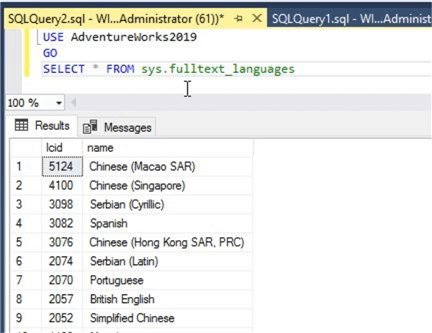 SQLQuery2.sql - WI...Administrator (61))* SQLQuery1.sql - WI...Administ
USE AdventureWorks2019
GO
SELECT * FROM sys.fulltext_languages
100 %
Results Messages
lcid name
1 5124 Chinese (Macao SAR)
2 4100 Chinese (Singapore)
3 3098 Serbian (Cyrillic)
4 3082 Spanish
5 3076 Chinese (Hong Kong SAR, PRC)
6 2074 Serbian (Latin)
7 2070 Portuguese
8 2057 British English
9 2052 Simplified Chinese